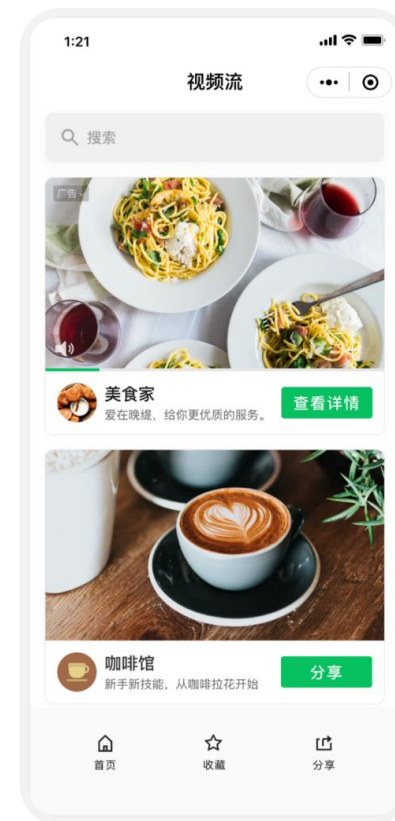 1:21
视频流
搜索
广告
美食家
爱在晚缇，给你更优质的服务。
查看详情
咖啡馆
新手新技能，从咖啡拉花开始
分享
首页
收藏
分享